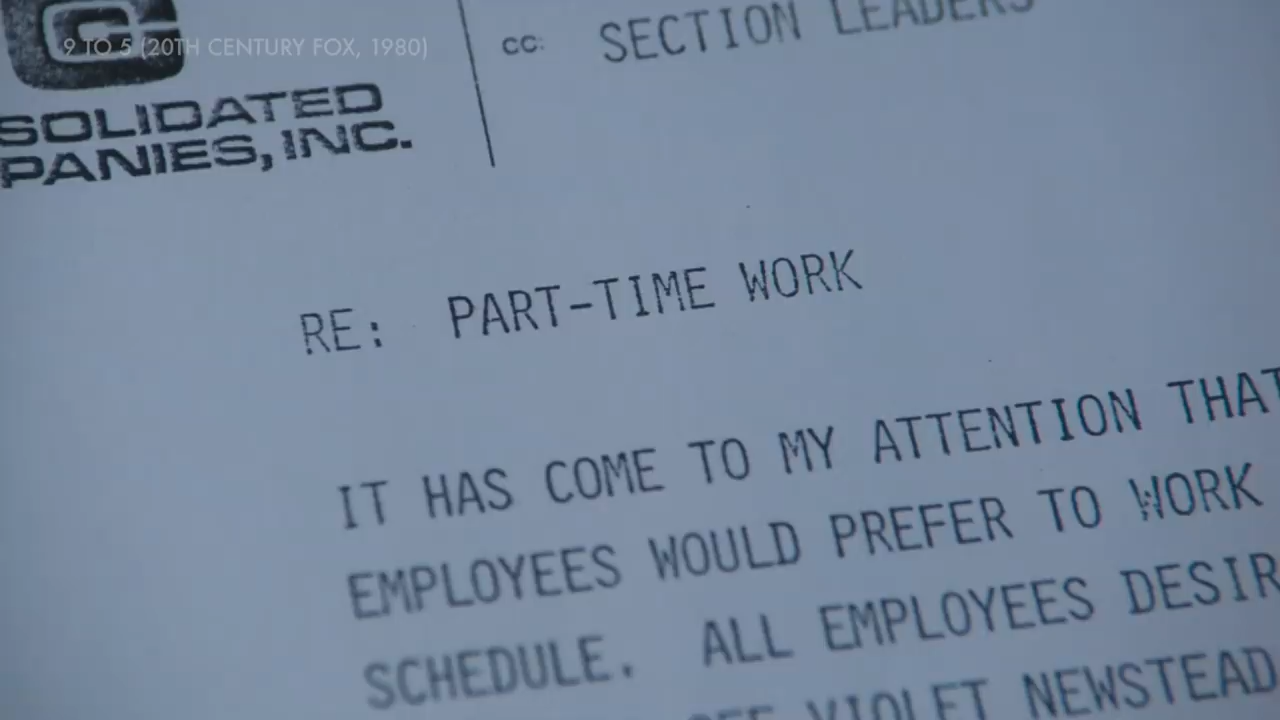 9 TO 5 (20TH CENTURY FOX, 1980)
CC: SECTION LEADERS
SOLIDATED
PANIES, INC.
RE: PART-TIME WORK
IT HAS COME TO MY ATTENTION THAT
EMPLOYEES WOULD PREFER TO WORK
SCHEDULE. ALL EMPLOYEES DESIR
SEE VIOLET NEWSTEAD